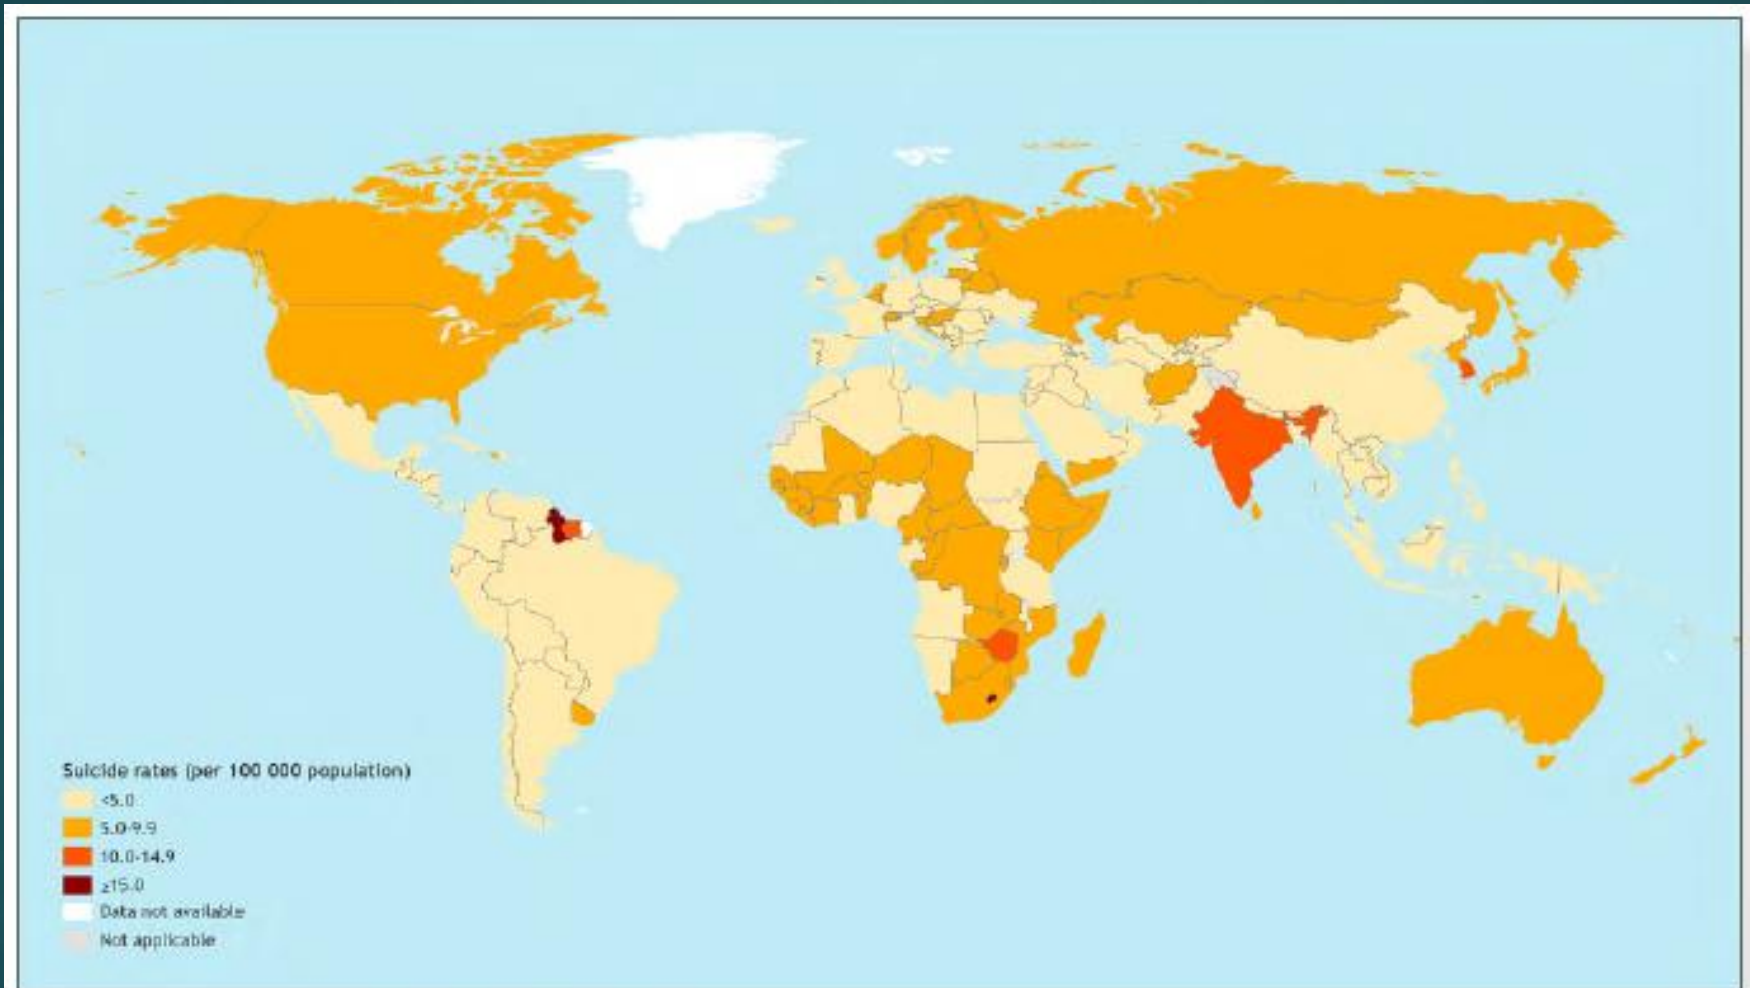 Suicide rates (per 100 000 population)
<5.0
5.0-9.9
10.0-14.9
≥15.0
Data not available
Not applicable